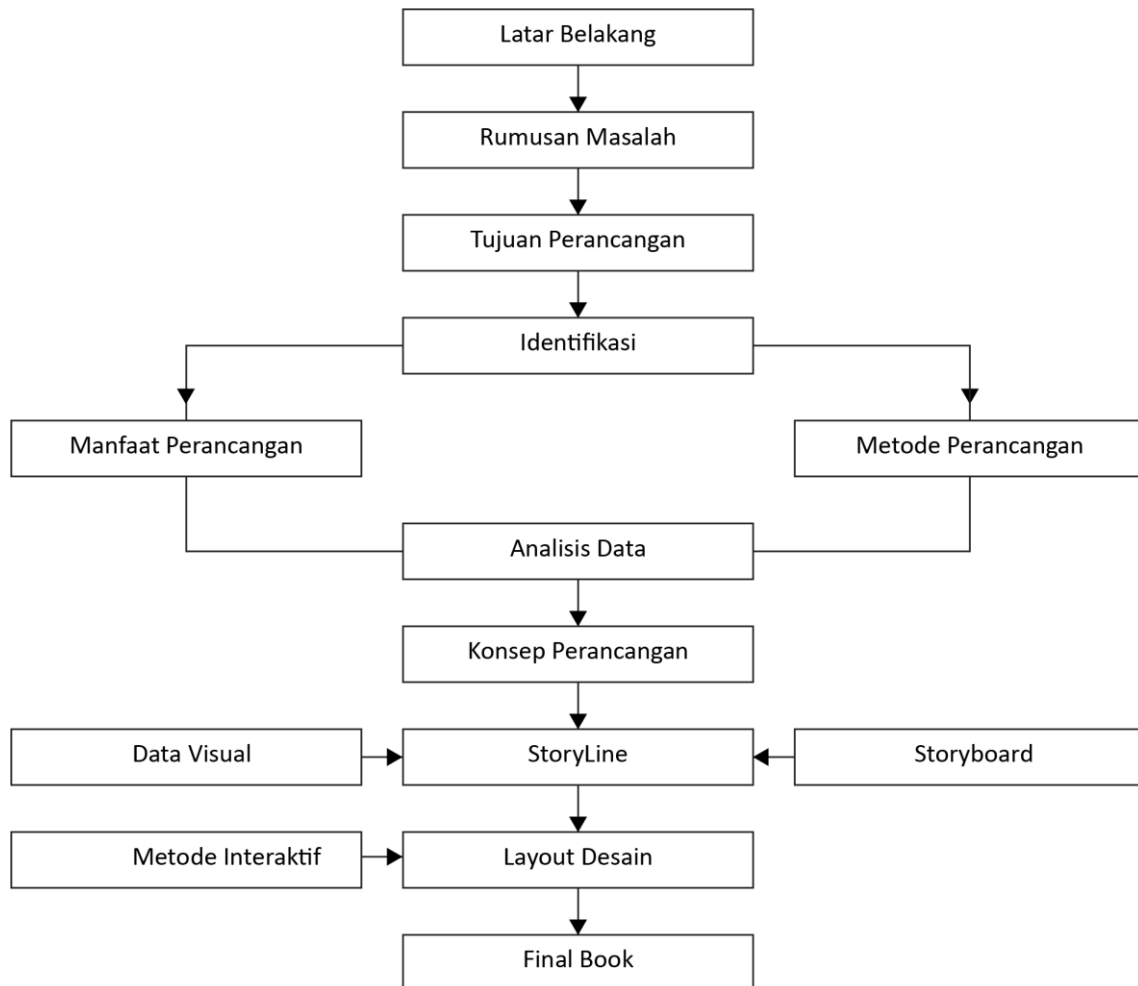 Latar Belakang
Rumusan Masalah
Tujuan Perancangan
Identifikasi
Manfaat Perancangan
Metode Perancangan
Analisis Data
Konsep Perancangan
Data Visual
StoryLine
Storyboard
Metode Interaktif
Layout Desain
Final Book